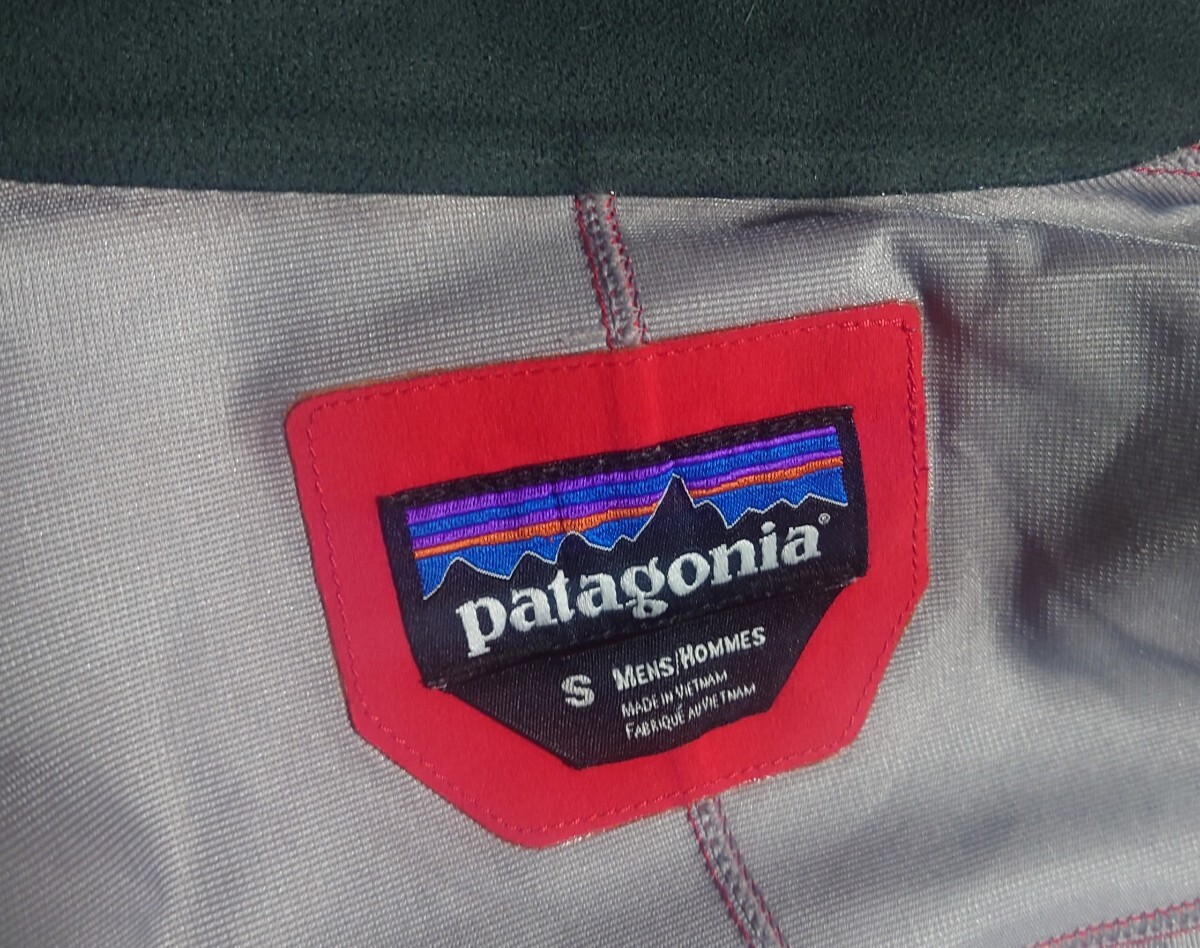 patagonia®
S MENS/HOMMES
MADE IN VIETNAM
FABRIQUÉ AU VIETNAM